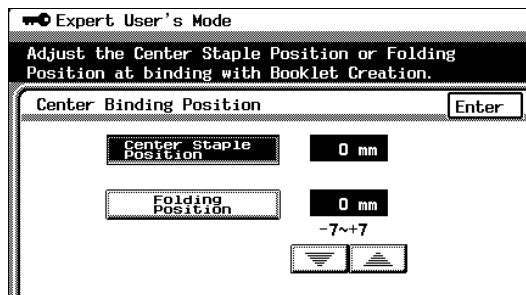 Expert User's Mode
Adjust the Center Staple Position or Folding
Position at binding with Booklet Creation.
Center Binding Position
Enter
Center Staple
Position
0 mm
Folding
Position
0 mm
-7~+7